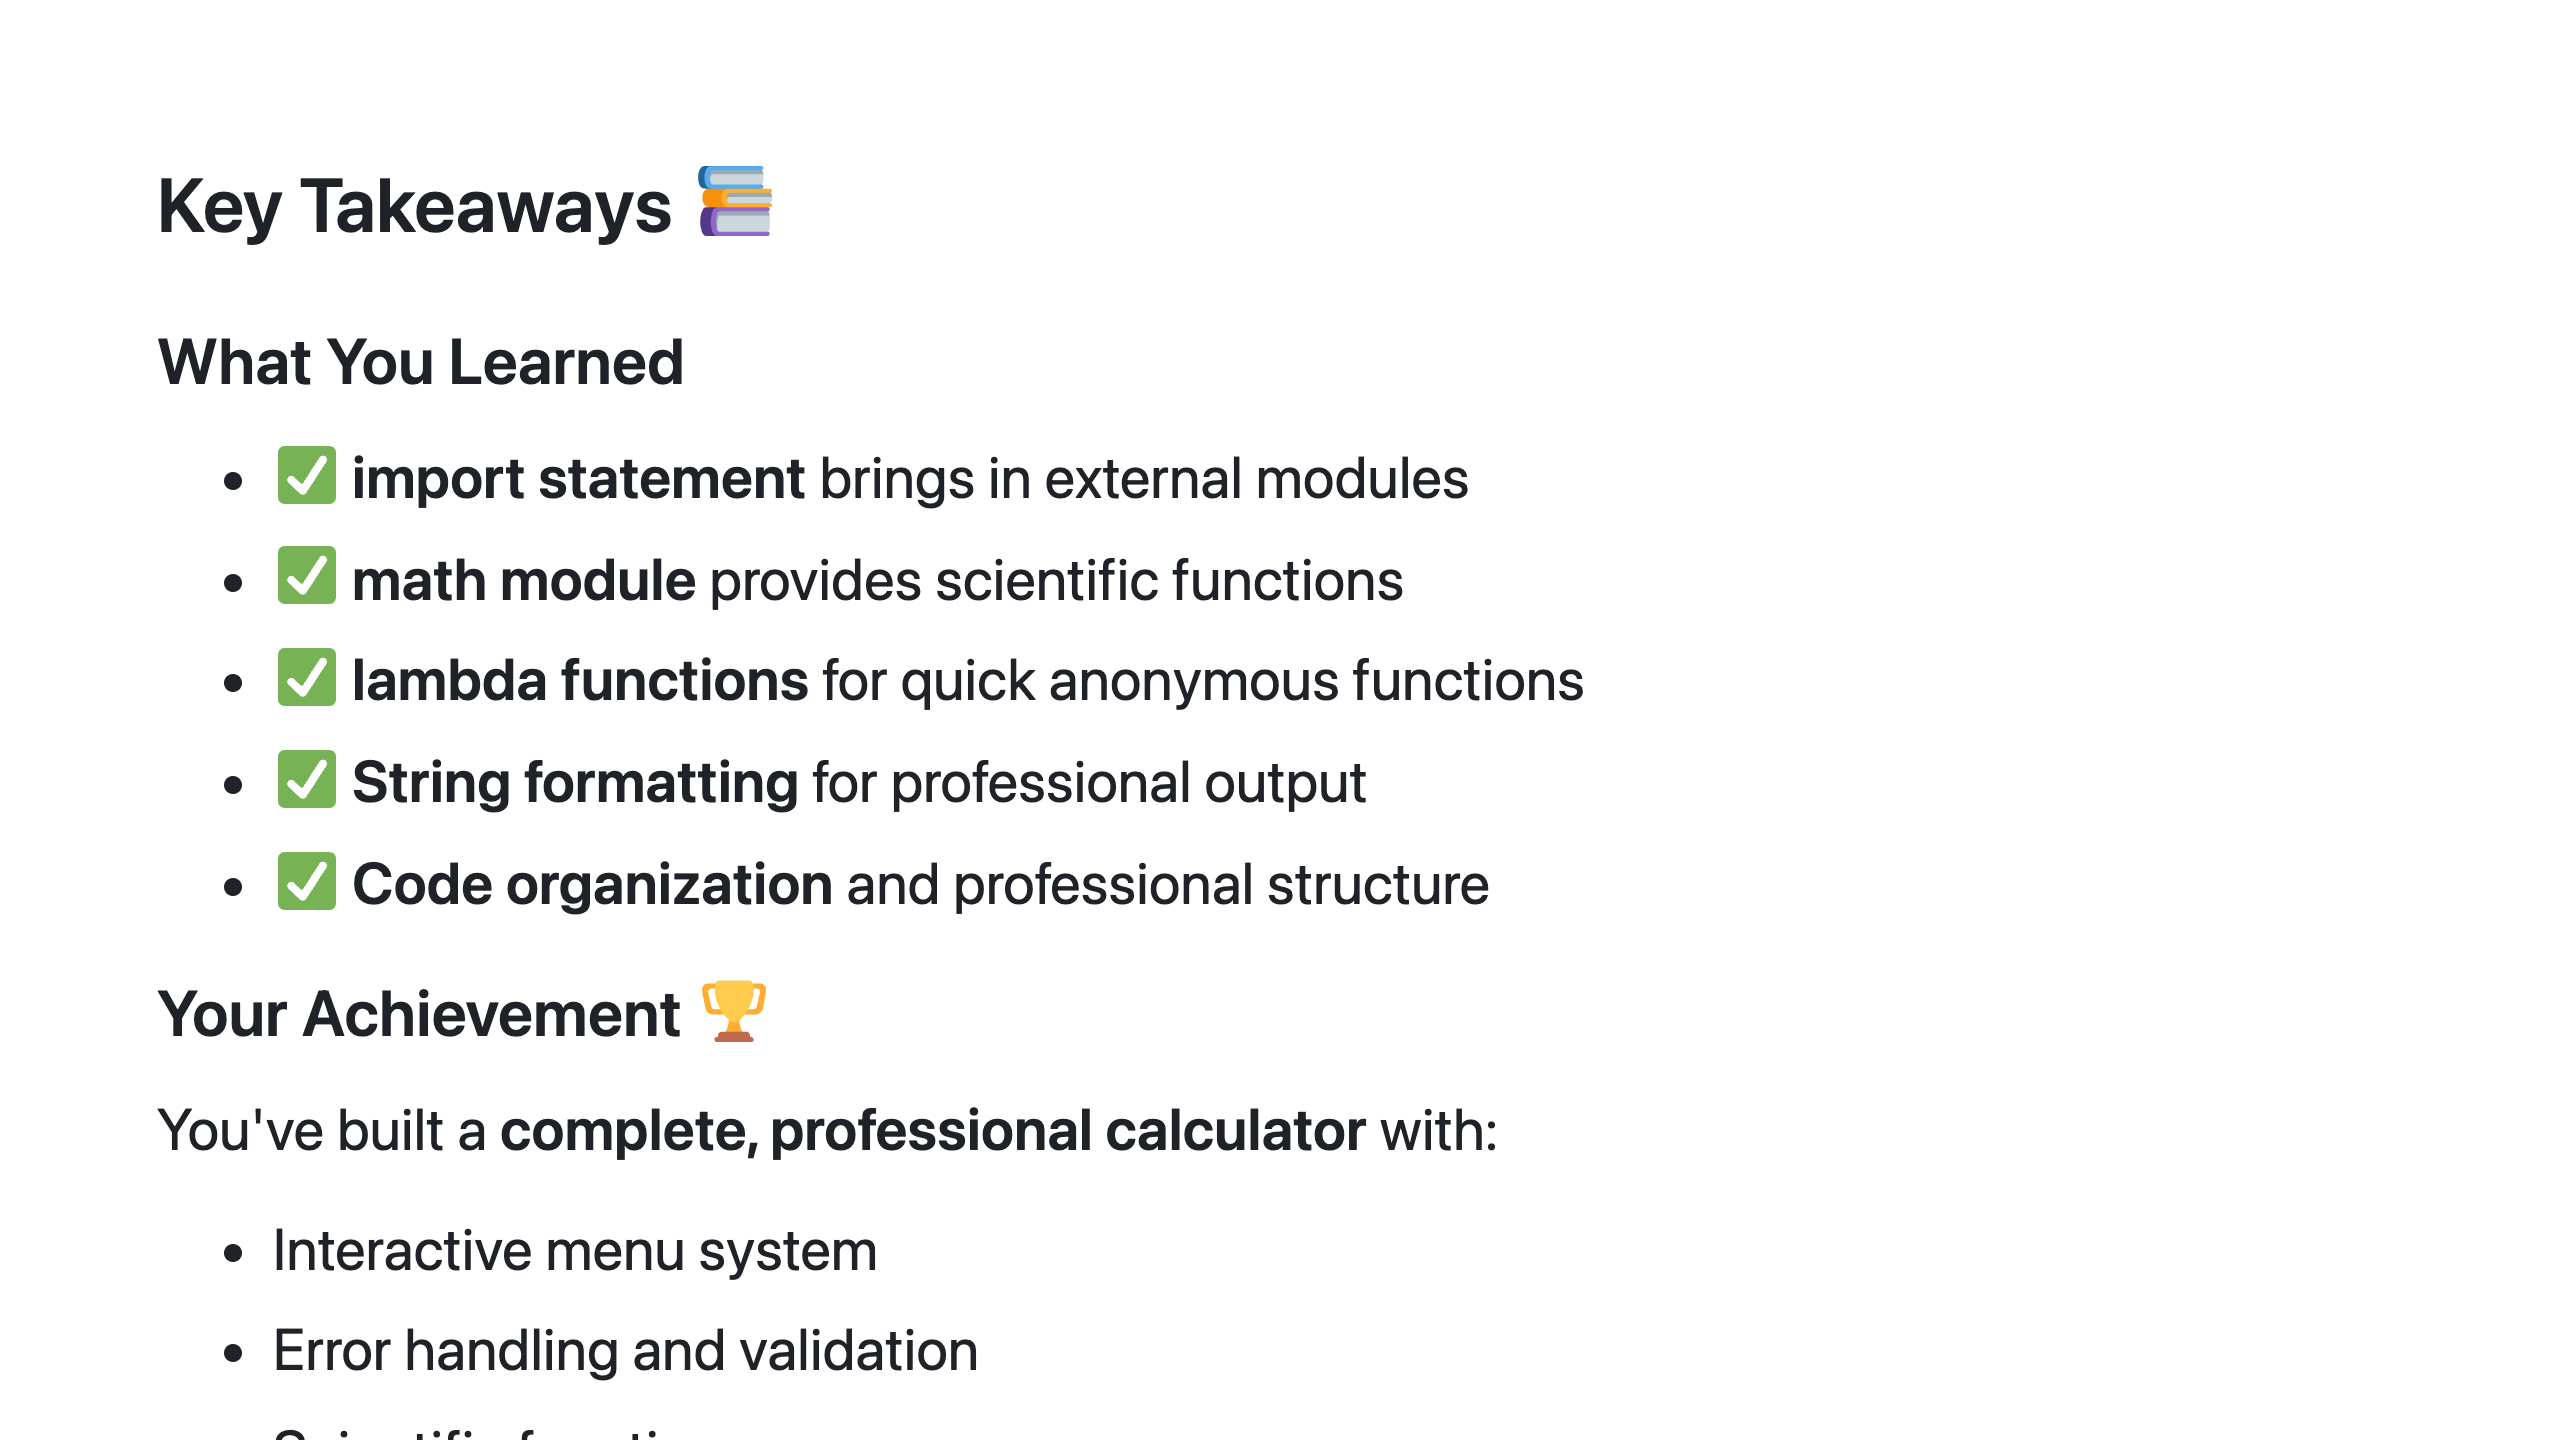 Key Takeaways 📚
What You Learned
• ✅ import statement brings in external modules
• ✅ math module provides scientific functions
• ✅ lambda functions for quick anonymous functions
• ✅ String formatting for professional output
• ✅ Code organization and professional structure
Your Achievement 🏆
You've built a complete, professional calculator with:
• Interactive menu system
• Error handling and validation